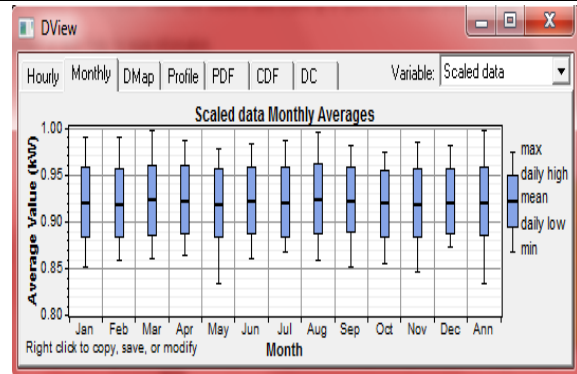 DView
Hourly Monthly DMap Profile PDF CDF DC Variable: Scaled data
Scaled data Monthly Averages
Average Value (kW)
1.00
0.95
0.90
0.85
0.80
max
daily high
mean
daily low
min
Jan Feb Mar Apr May Jun Jul Aug Sep Oct Nov Dec Ann
Right click to copy, save, or modify
Month